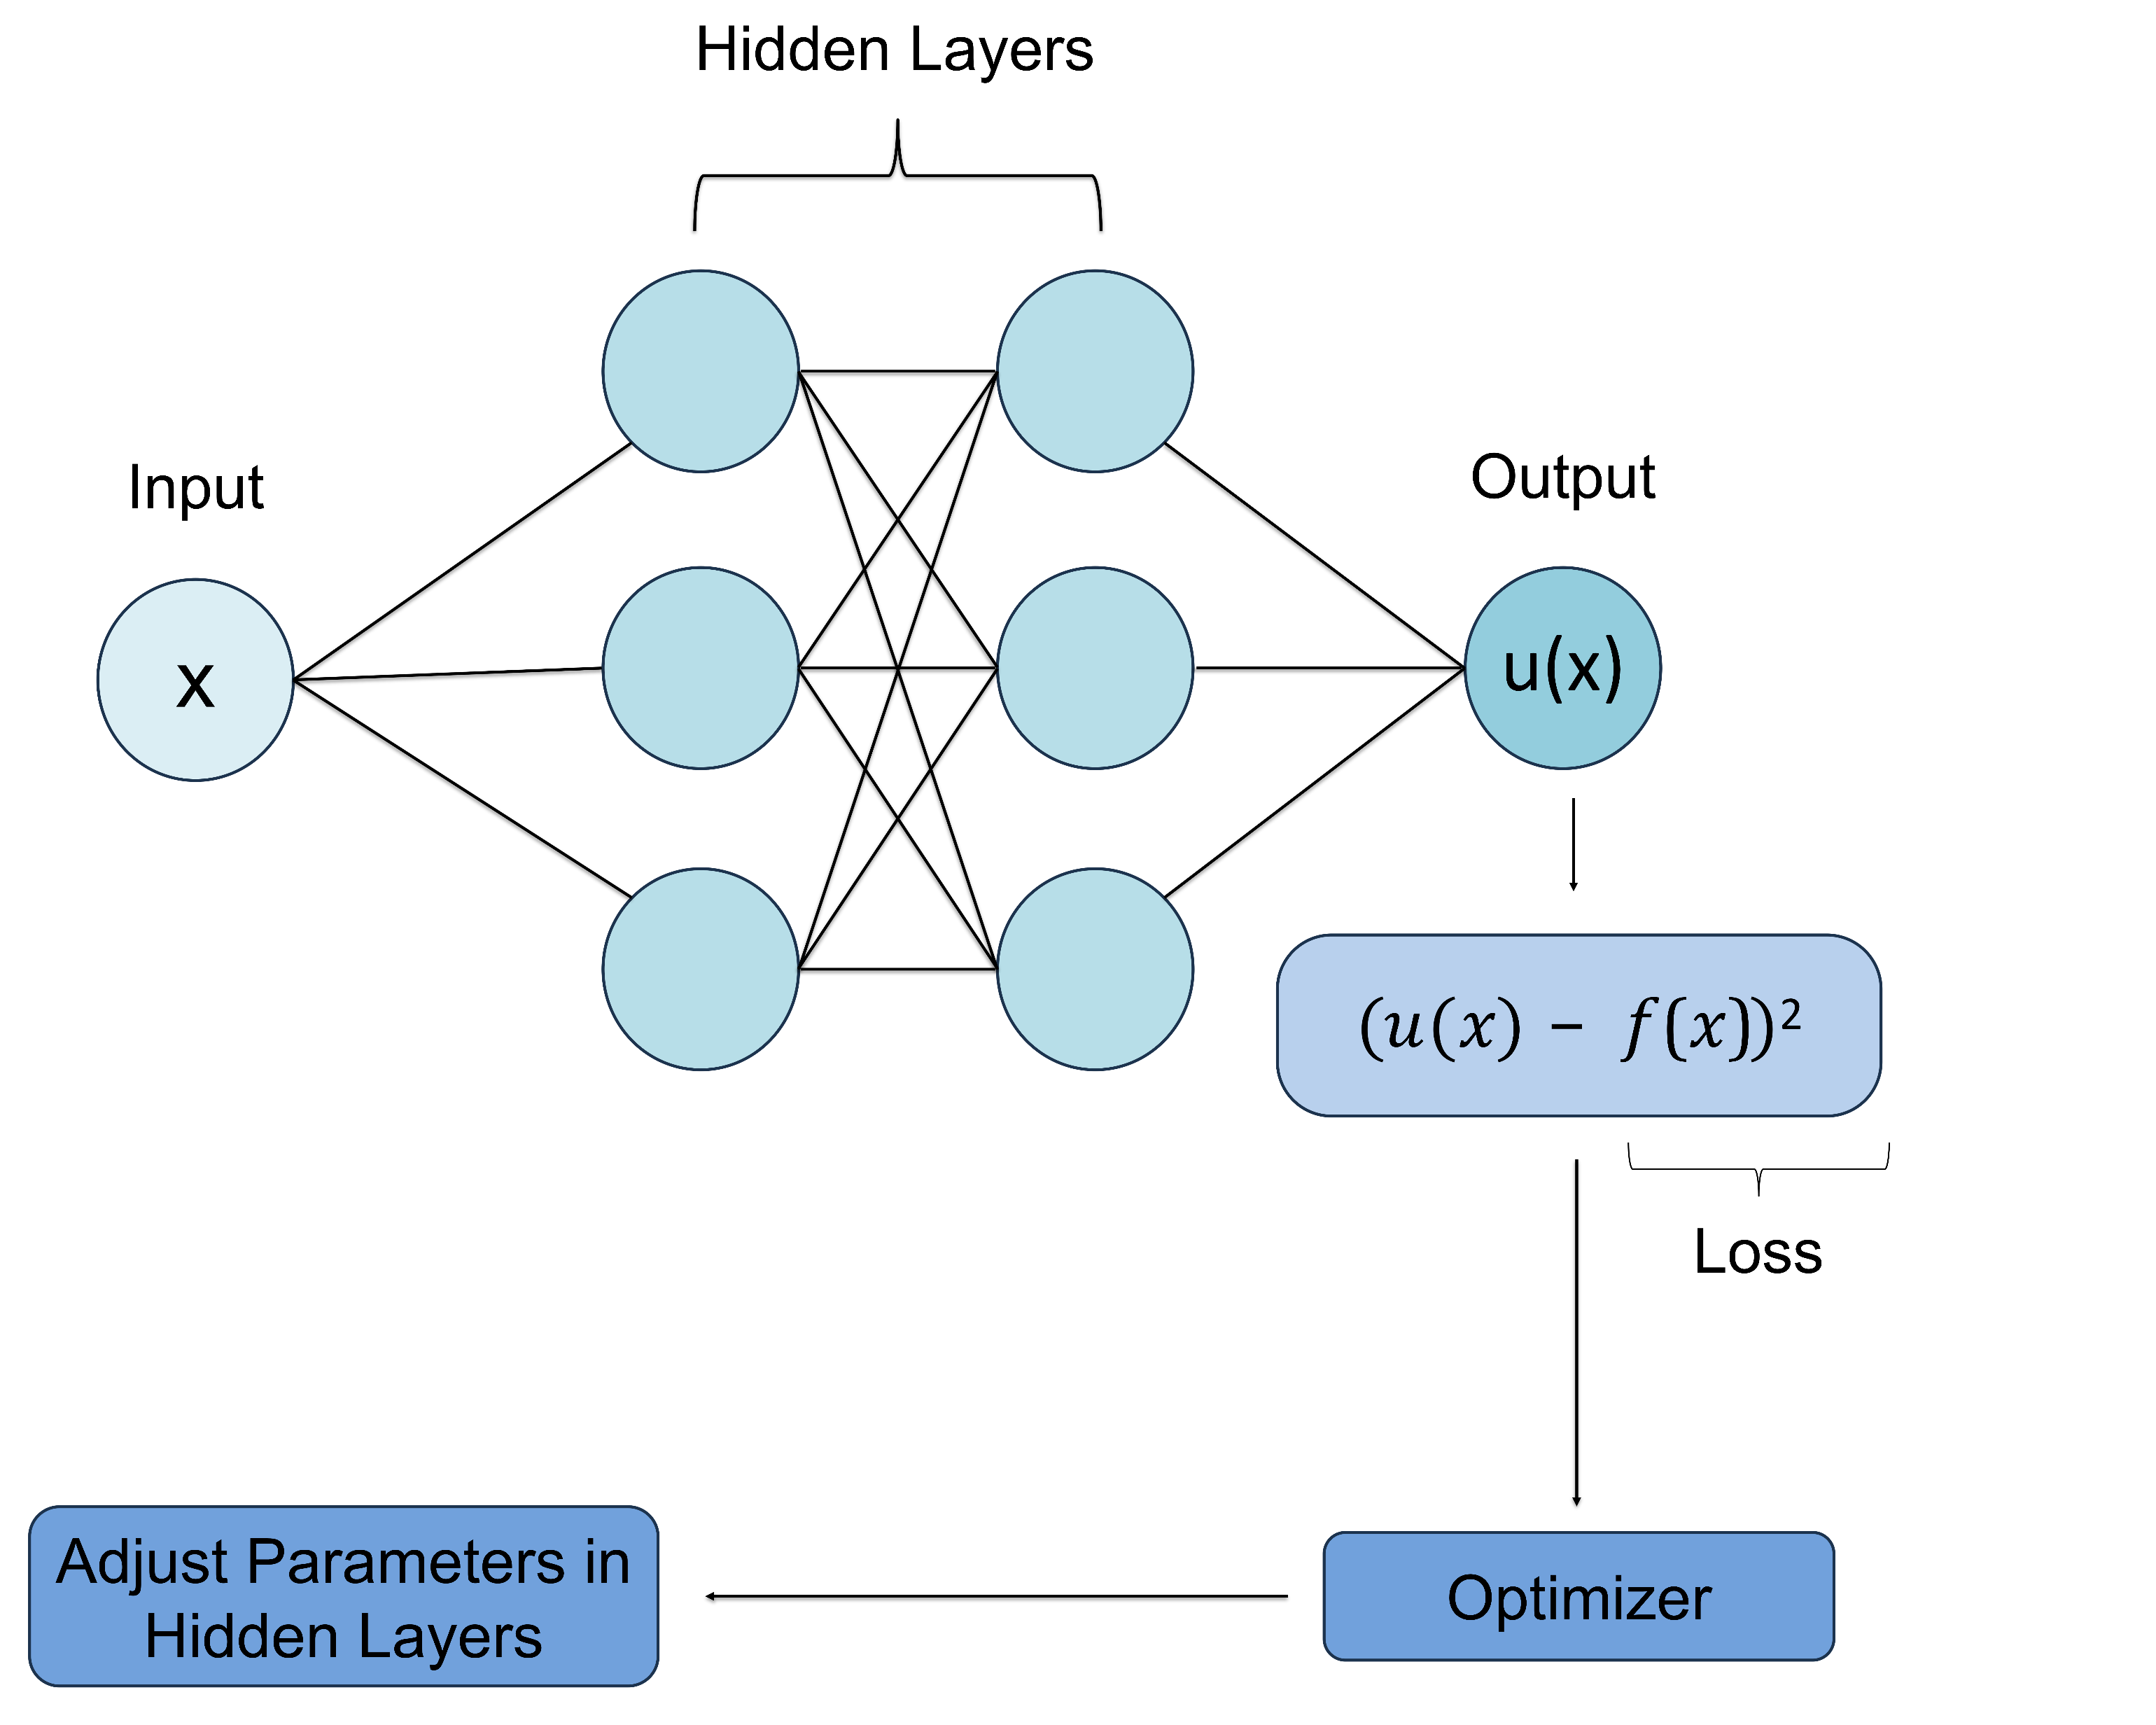 Hidden Layers
Input
Output
x
u(x)
(u(x) − f(x))²
Loss
Adjust Parameters in
Hidden Layers
Optimizer